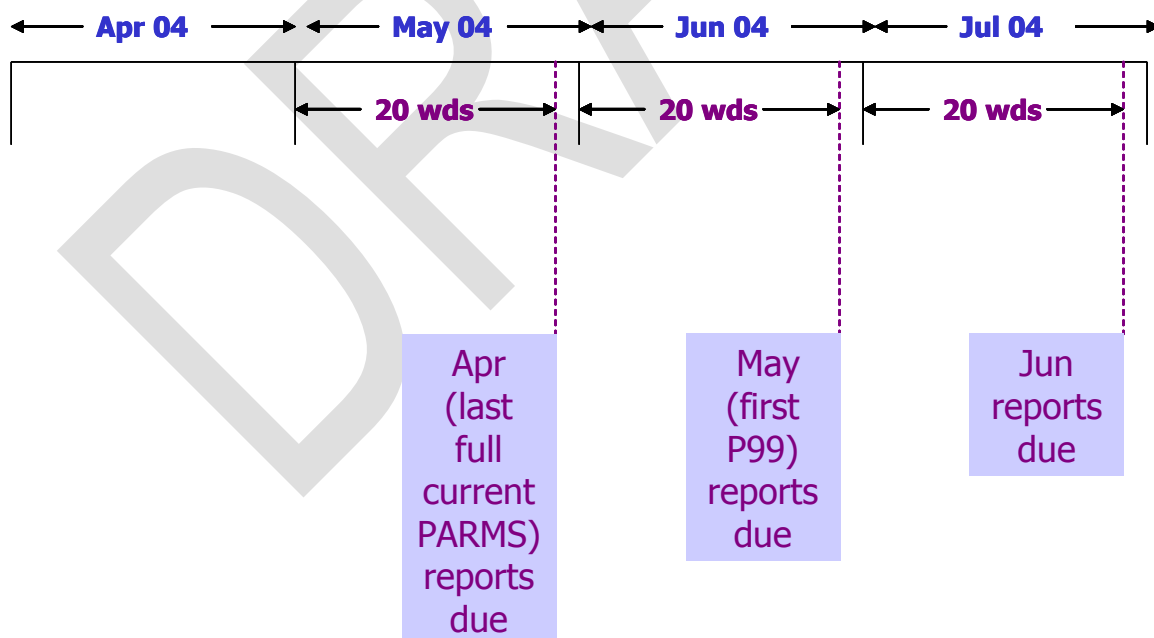 Apr 04 May 04 Jun 04 Jul 04
20 wds 20 wds 20 wds
Apr
(last
full
current
PARMS)
reports
due
May
(first
P99)
reports
due
Jun
reports
due
DRA